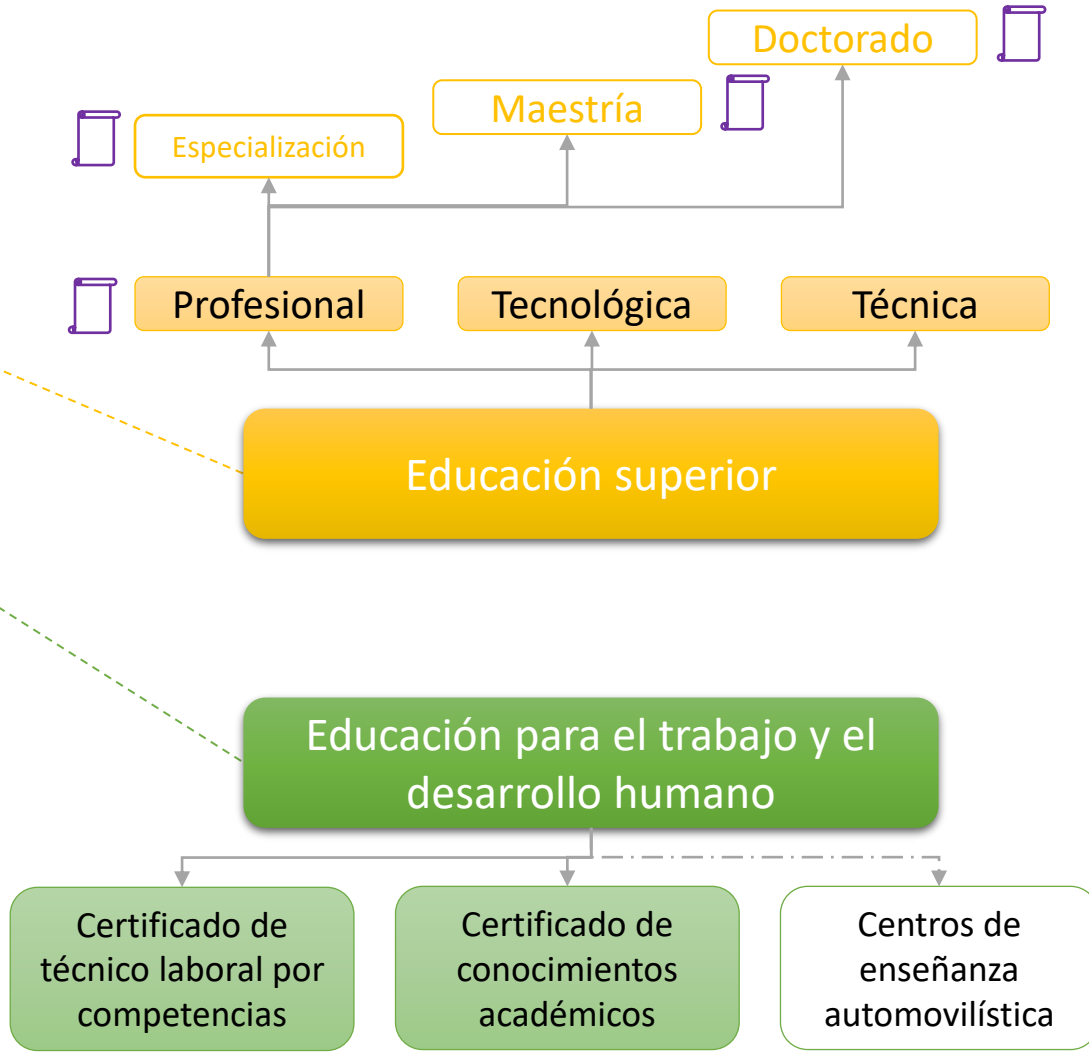 Doctorado
Maestría
Especialización
Profesional
Tecnológica
Técnica
Educación superior
Educación para el trabajo y el
desarrollo humano
Certificado de
técnico laboral por
competencias
Certificado de
conocimientos
académicos
Centros de
enseñanza
automovilística